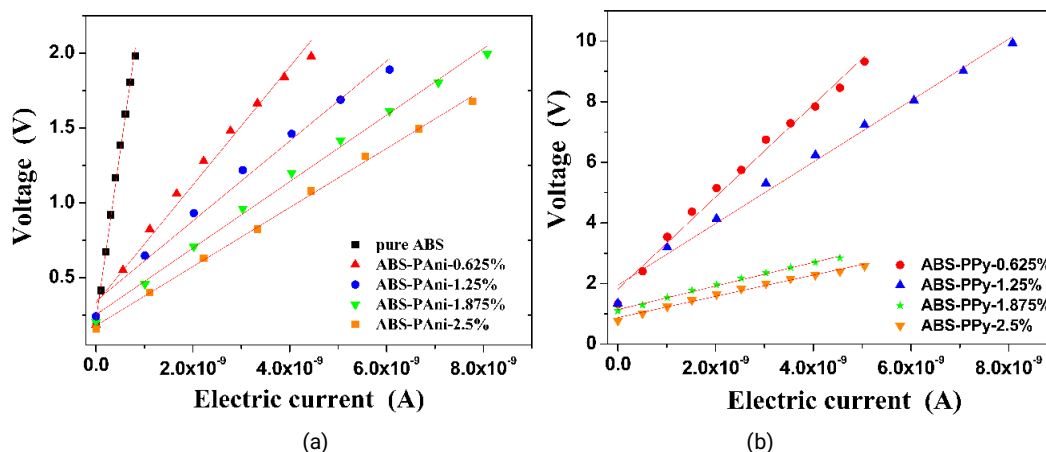 2.0
1.5
1.0
0.5
Voltage (V)
pure ABS
ABS-PAni-0.625%
ABS-PAni-1.25%
ABS-PAni-1.875%
ABS-PAni-2.5%
0.0
2.0x10⁻⁹
4.0x10⁻⁹
6.0x10⁻⁹
8.0x10⁻⁹
Electric current (A)
(a)
10
8
6
4
2
0
Voltage (V)
ABS-PPy-0.625%
ABS-PPy-1.25%
ABS-PPy-1.875%
ABS-PPy-2.5%
0.0
2.0x10⁻⁹
4.0x10⁻⁹
6.0x10⁻⁹
8.0x10⁻⁹
Electric current (A)
(b)